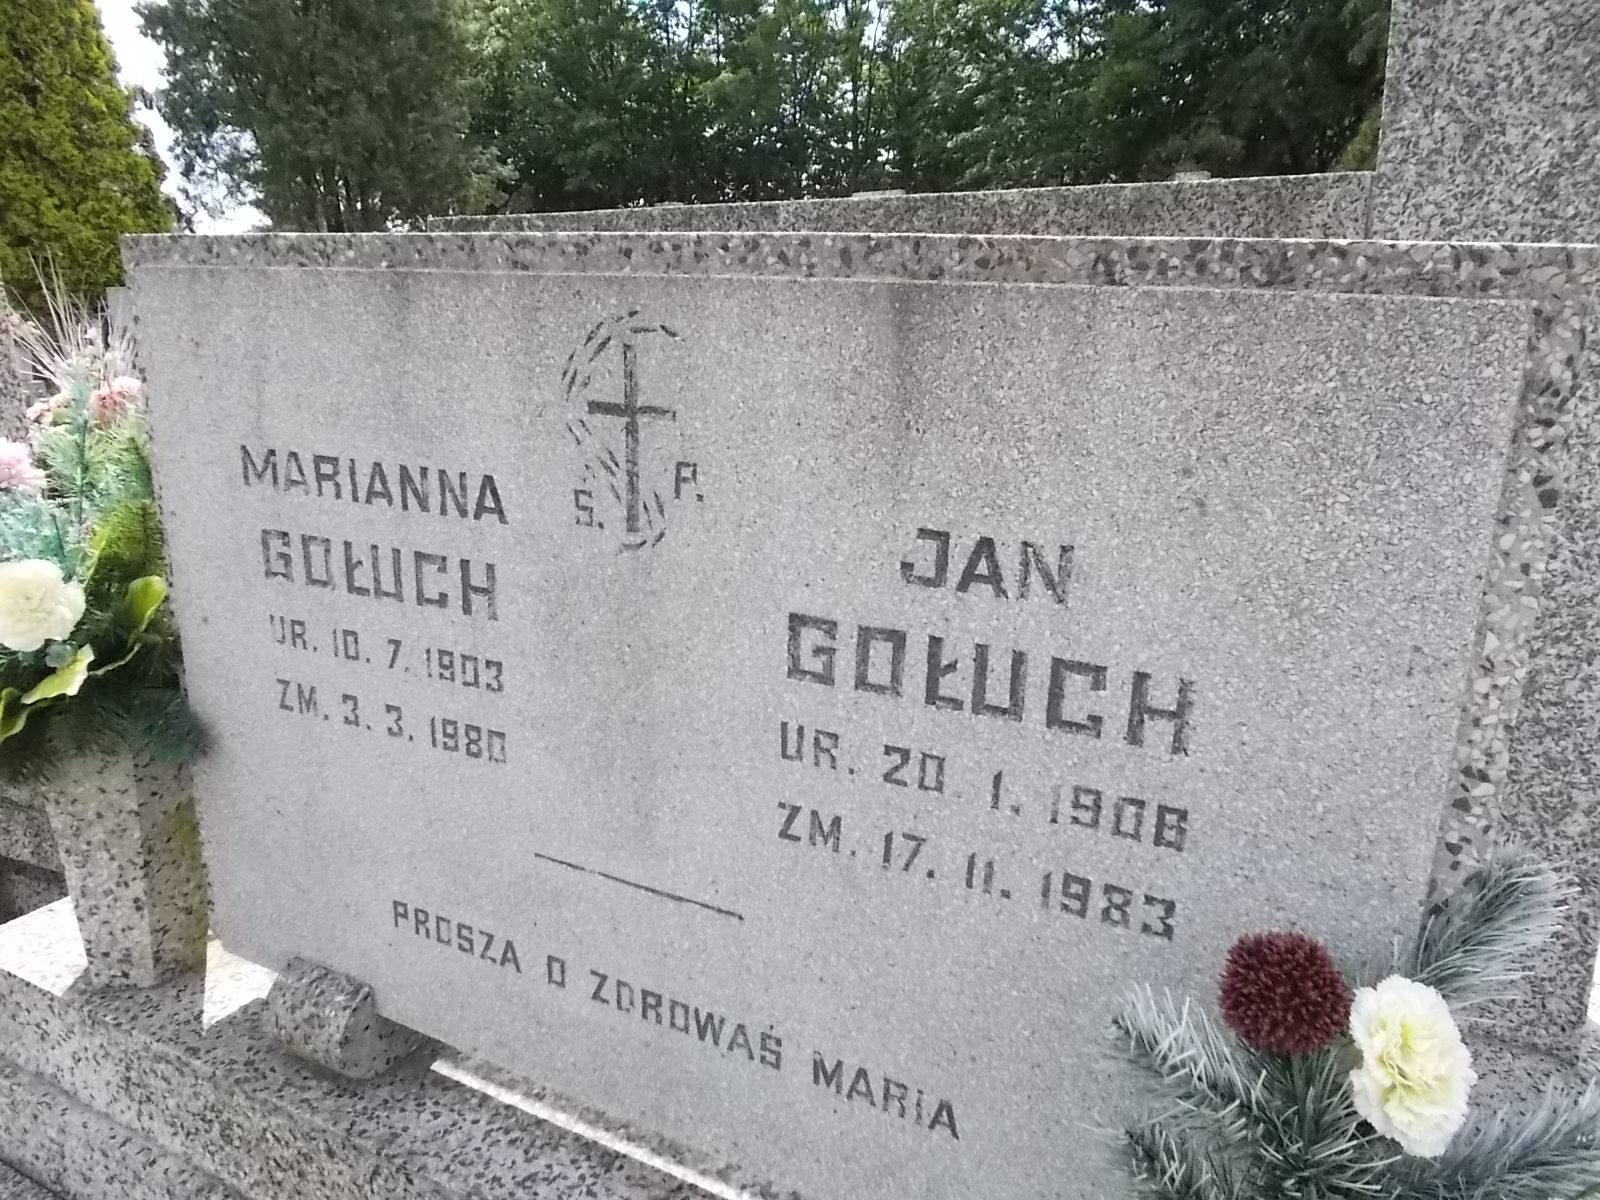 Ś. P.
MARIANNA
GOŁUCH
UR. 10. 7. 1903
ZM. 3. 3. 1980
JAN
GOŁUCH
UR. 20. 1. 1906
ZM. 17. 11. 1983
PROSZA O ZDROWAŚ MARIA